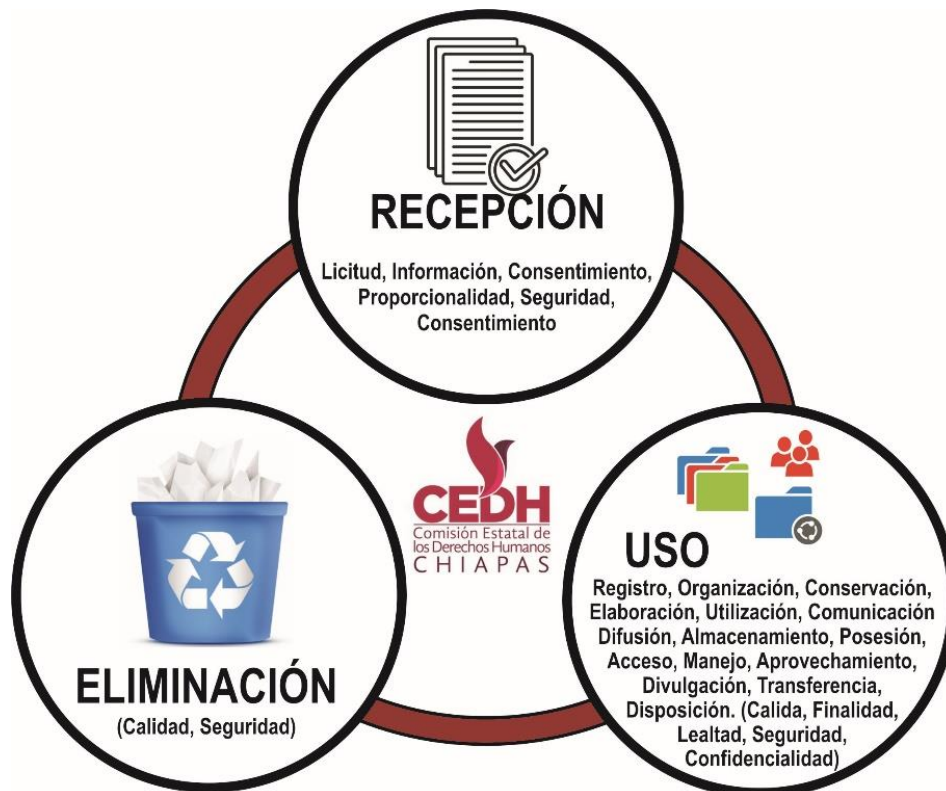 RECEPCIÓN
Licitud, Información, Consentimiento,
Proporcionalidad, Seguridad,
Consentimiento
CEDH
Comisión Estatal de
los Derechos Humanos
CHIAPAS
USO
Registro, Organización, Conservación,
Elaboración, Utilización, Comunicación
Difusión, Almacenamiento, Posesión,
Acceso, Manejo, Aprovechamiento,
Divulgación, Transferencia,
Disposición. (Calida, Finalidad,
Lealtad, Seguridad,
Confidencialidad)
ELIMINACIÓN
(Calidad, Seguridad)